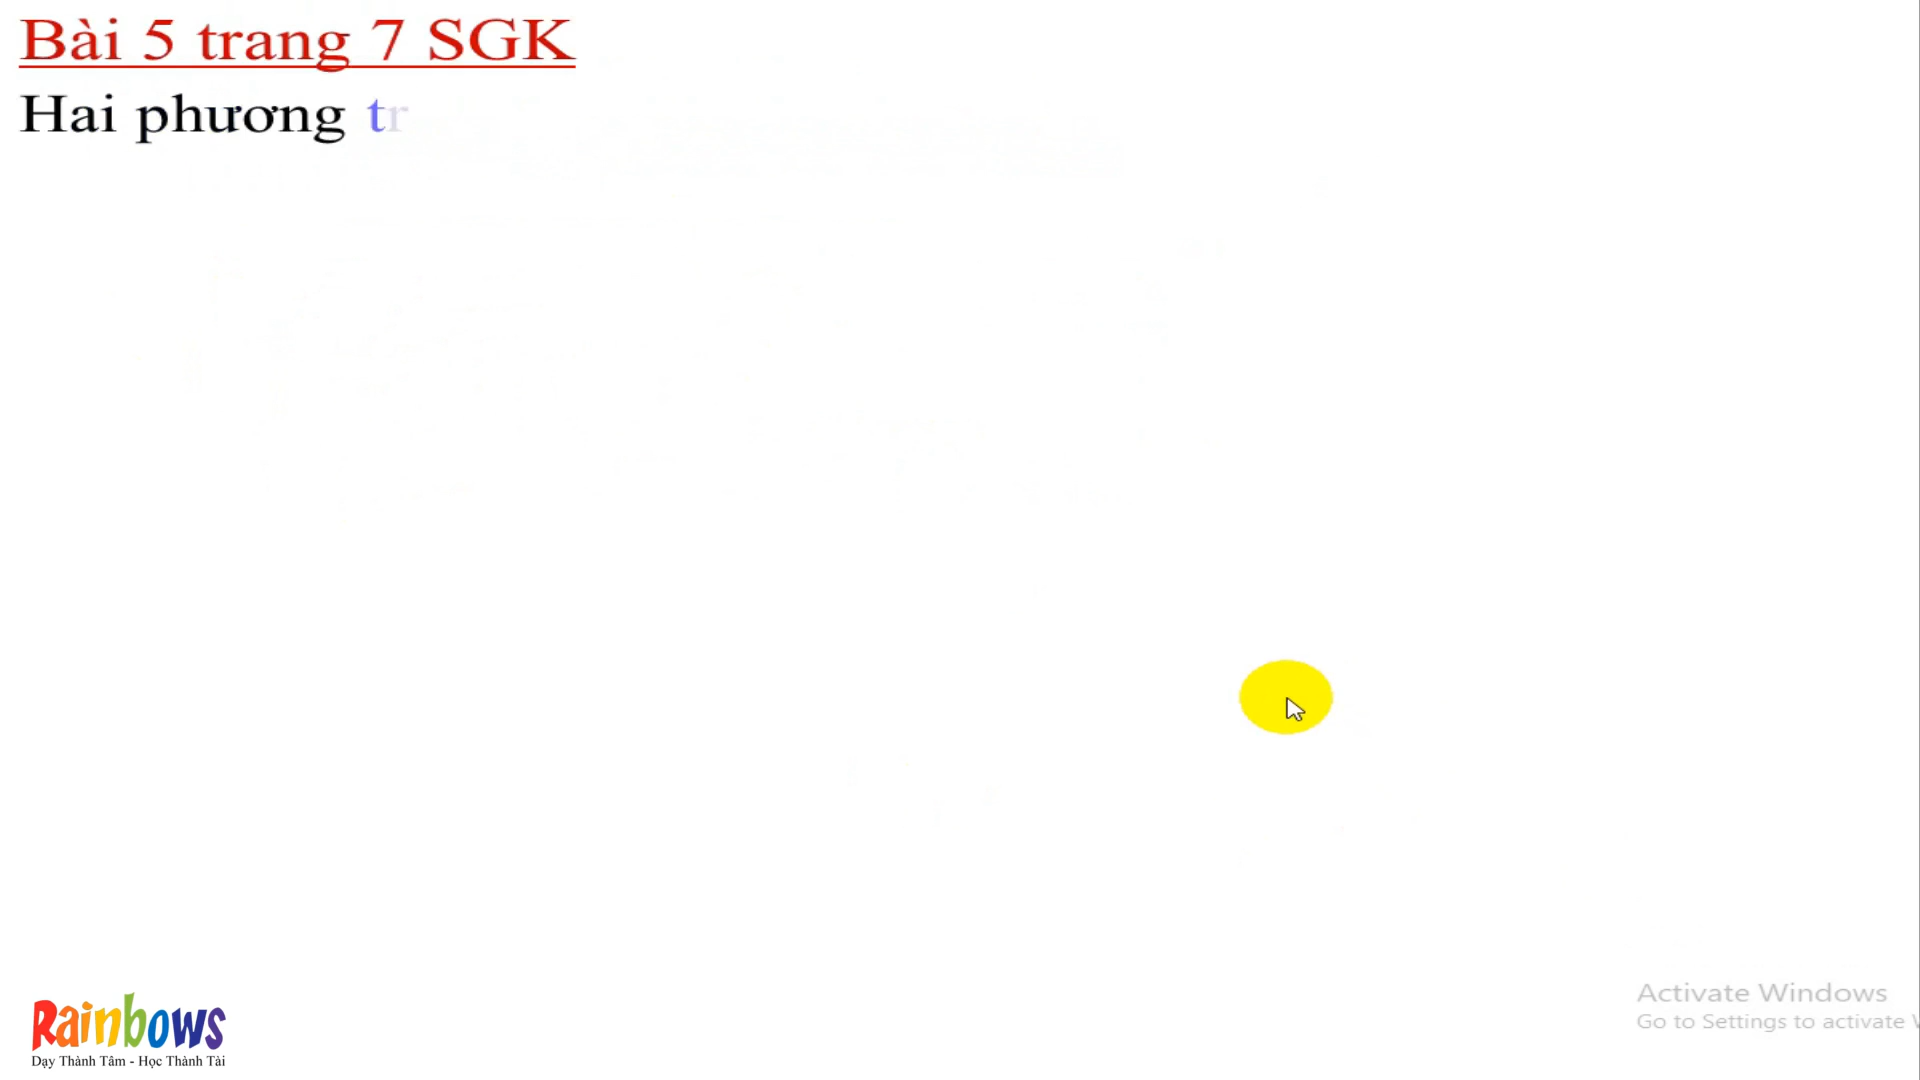 Bài 5 trang 7 SGK
Hai phương tr
Rainbows
Dạy Thành Tâm - Học Thành Tài
Activate Windows
Go to Settings to activate